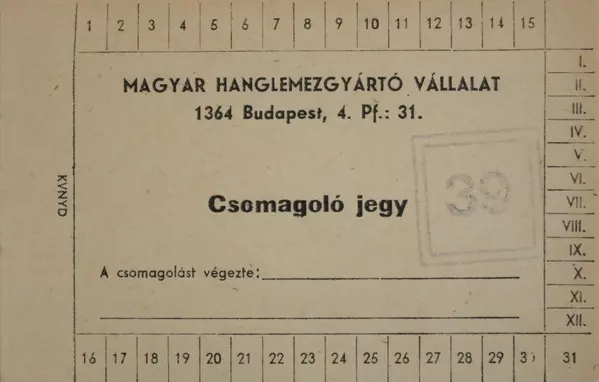 1 2 3 4 5 6 7 8 9 10 11 12 13 14 15
I.
II.
III.
IV.
V.
VI.
VII.
VIII.
IX.
X.
XI.
XII.
MAGYAR HANGLEMEZGYÁRTÓ VÁLLALAT
1364 Budapest, 4. Pf.: 31.
39
Csomagoló jegy
KVNYD
A csomagolást végezte:
16 17 18 19 20 21 22 23 24 25 26 27 28 29 30 31